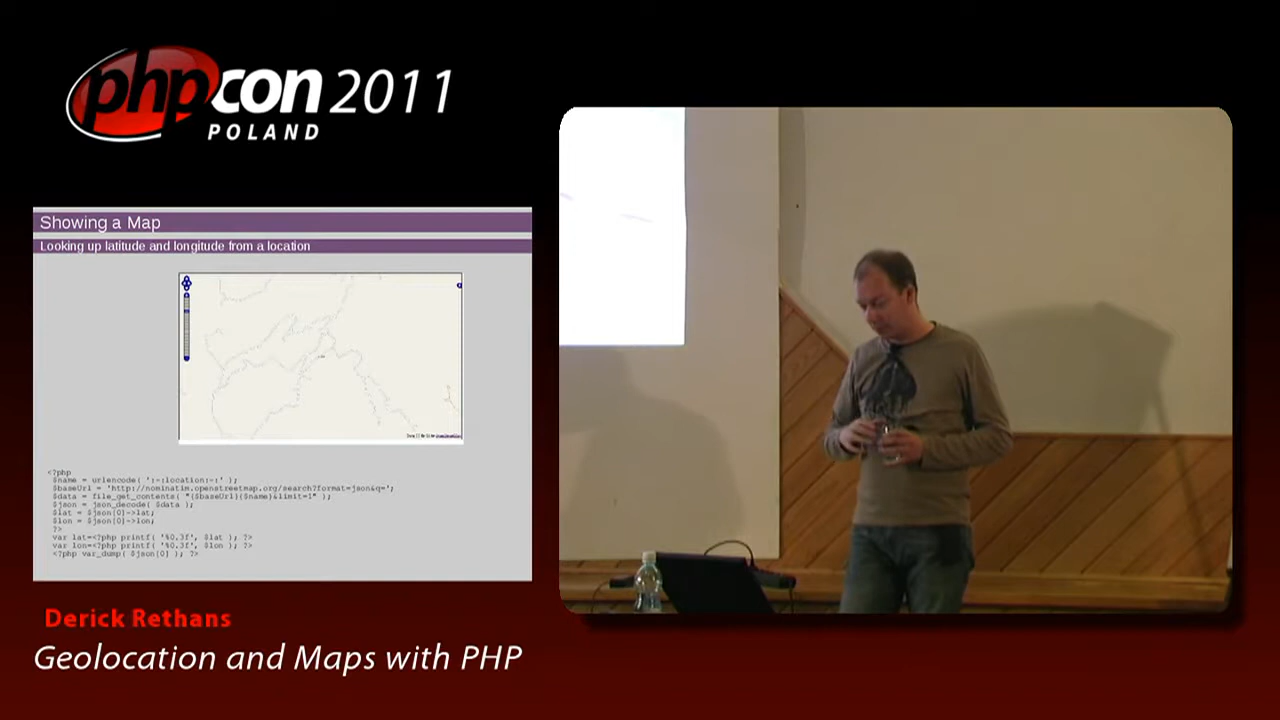 phpcon 2011
POLAND
Showing a Map
Looking up latitude and longitude from a location
<?php
$name = urlencode( ':-:location:-:' );
$baseUrl = 'http://nominatim.openstreetmap.org/search?format=json&q=';
$data = file_get_contents( "{$baseUrl}{$name}&limit=1" );
$json = json_decode( $data );
$lat = $json[0]->lat;
$lon = $json[0]->lon;
?>
var lat=<?php printf( '%0.3f', $lat ); ?>
var lon=<?php printf( '%0.3f', $lon ); ?>
<?php var_dump( $json[0] ); ?>
Derick Rethans
Geolocation and Maps with PHP